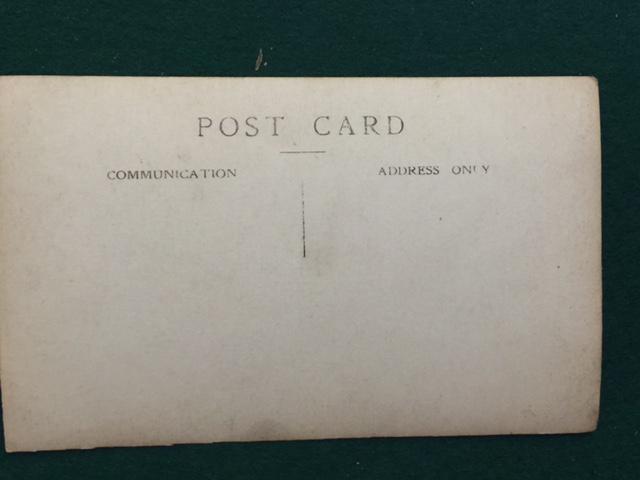 POST CARD
COMMUNICATION
ADDRESS ONLY